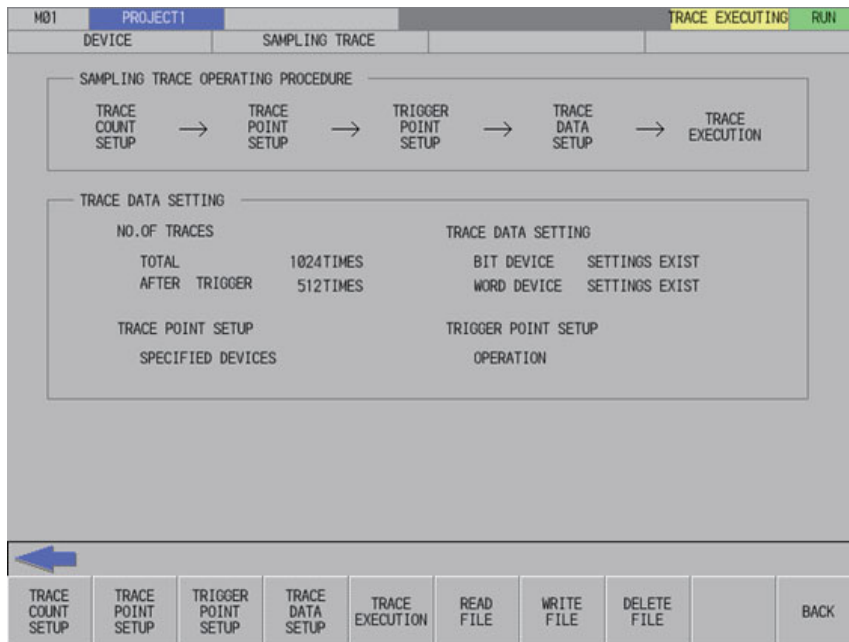 MØ1 PROJECT1 TRACE EXECUTING RUN
DEVICE SAMPLING TRACE
SAMPLING TRACE OPERATING PROCEDURE
TRACE COUNT SETUP → TRACE POINT SETUP → TRIGGER POINT SETUP → TRACE DATA SETUP → TRACE EXECUTION
TRACE DATA SETTING
NO.OF TRACES TRACE DATA SETTING
TOTAL 1024TIMES BIT DEVICE SETTINGS EXIST
AFTER TRIGGER 512TIMES WORD DEVICE SETTINGS EXIST
TRACE POINT SETUP TRIGGER POINT SETUP
SPECIFIED DEVICES OPERATION
TRACE COUNT SETUP TRACE POINT SETUP TRIGGER POINT SETUP TRACE DATA SETUP TRACE EXECUTION READ FILE WRITE FILE DELETE FILE BACK